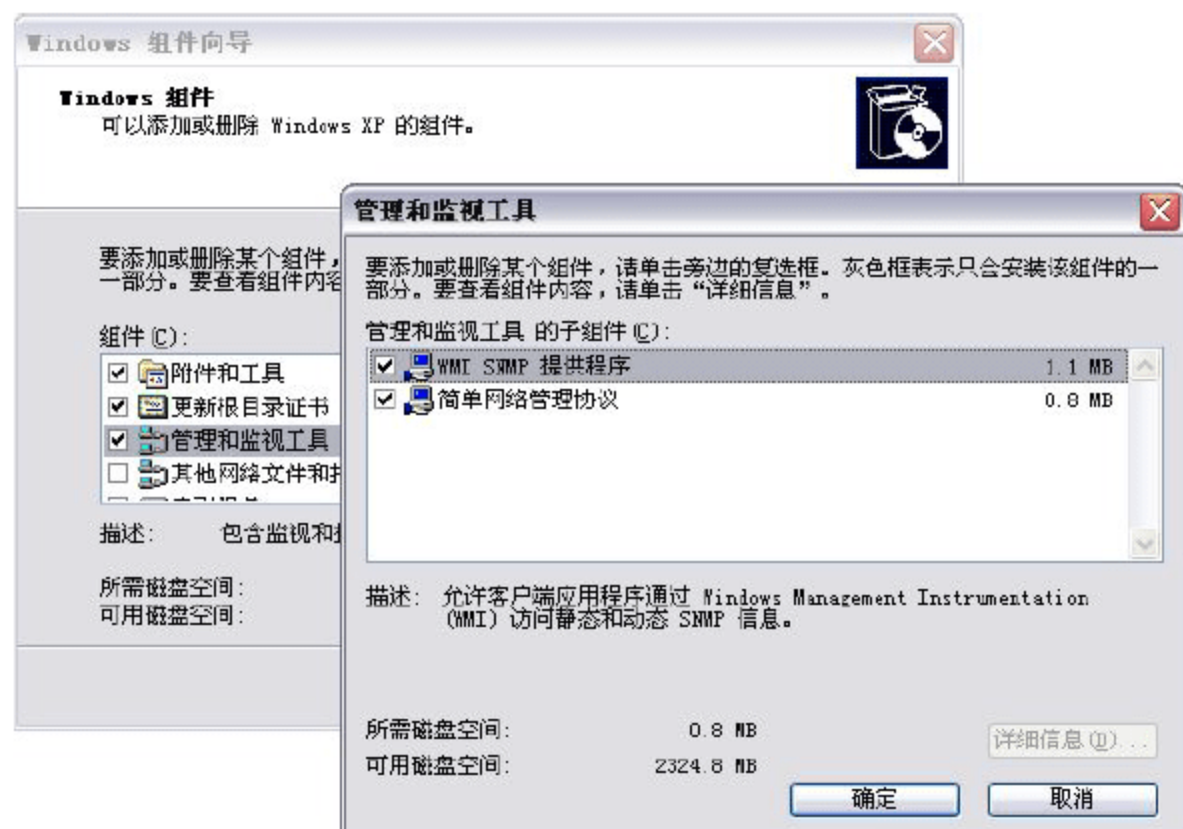 Windows 组件向导
Windows 组件
可以添加或删除 Windows XP 的组件。
要添加或删除某个组件，
一部分。要查看组件内容
组件(C):
附件和工具
更新根目录证书
管理和监视工具
其他网络文件和
描述: 包含监视和
所需磁盘空间:
可用磁盘空间:
管理和监视工具
要添加或删除某个组件，请单击旁边的复选框。灰色框表示只会安装该组件的一
部分。要查看组件内容，请单击“详细信息”。
管理和监视工具 的子组件(C):
WMI SNMP 提供程序 1.1 MB
简单网络管理协议 0.8 MB
描述: 允许客户端应用程序通过 Windows Management Instrumentation
(WMI) 访问静态和动态 SNMP 信息。
所需磁盘空间: 0.8 MB
可用磁盘空间: 2324.8 MB
详细信息(D)...
确定
取消